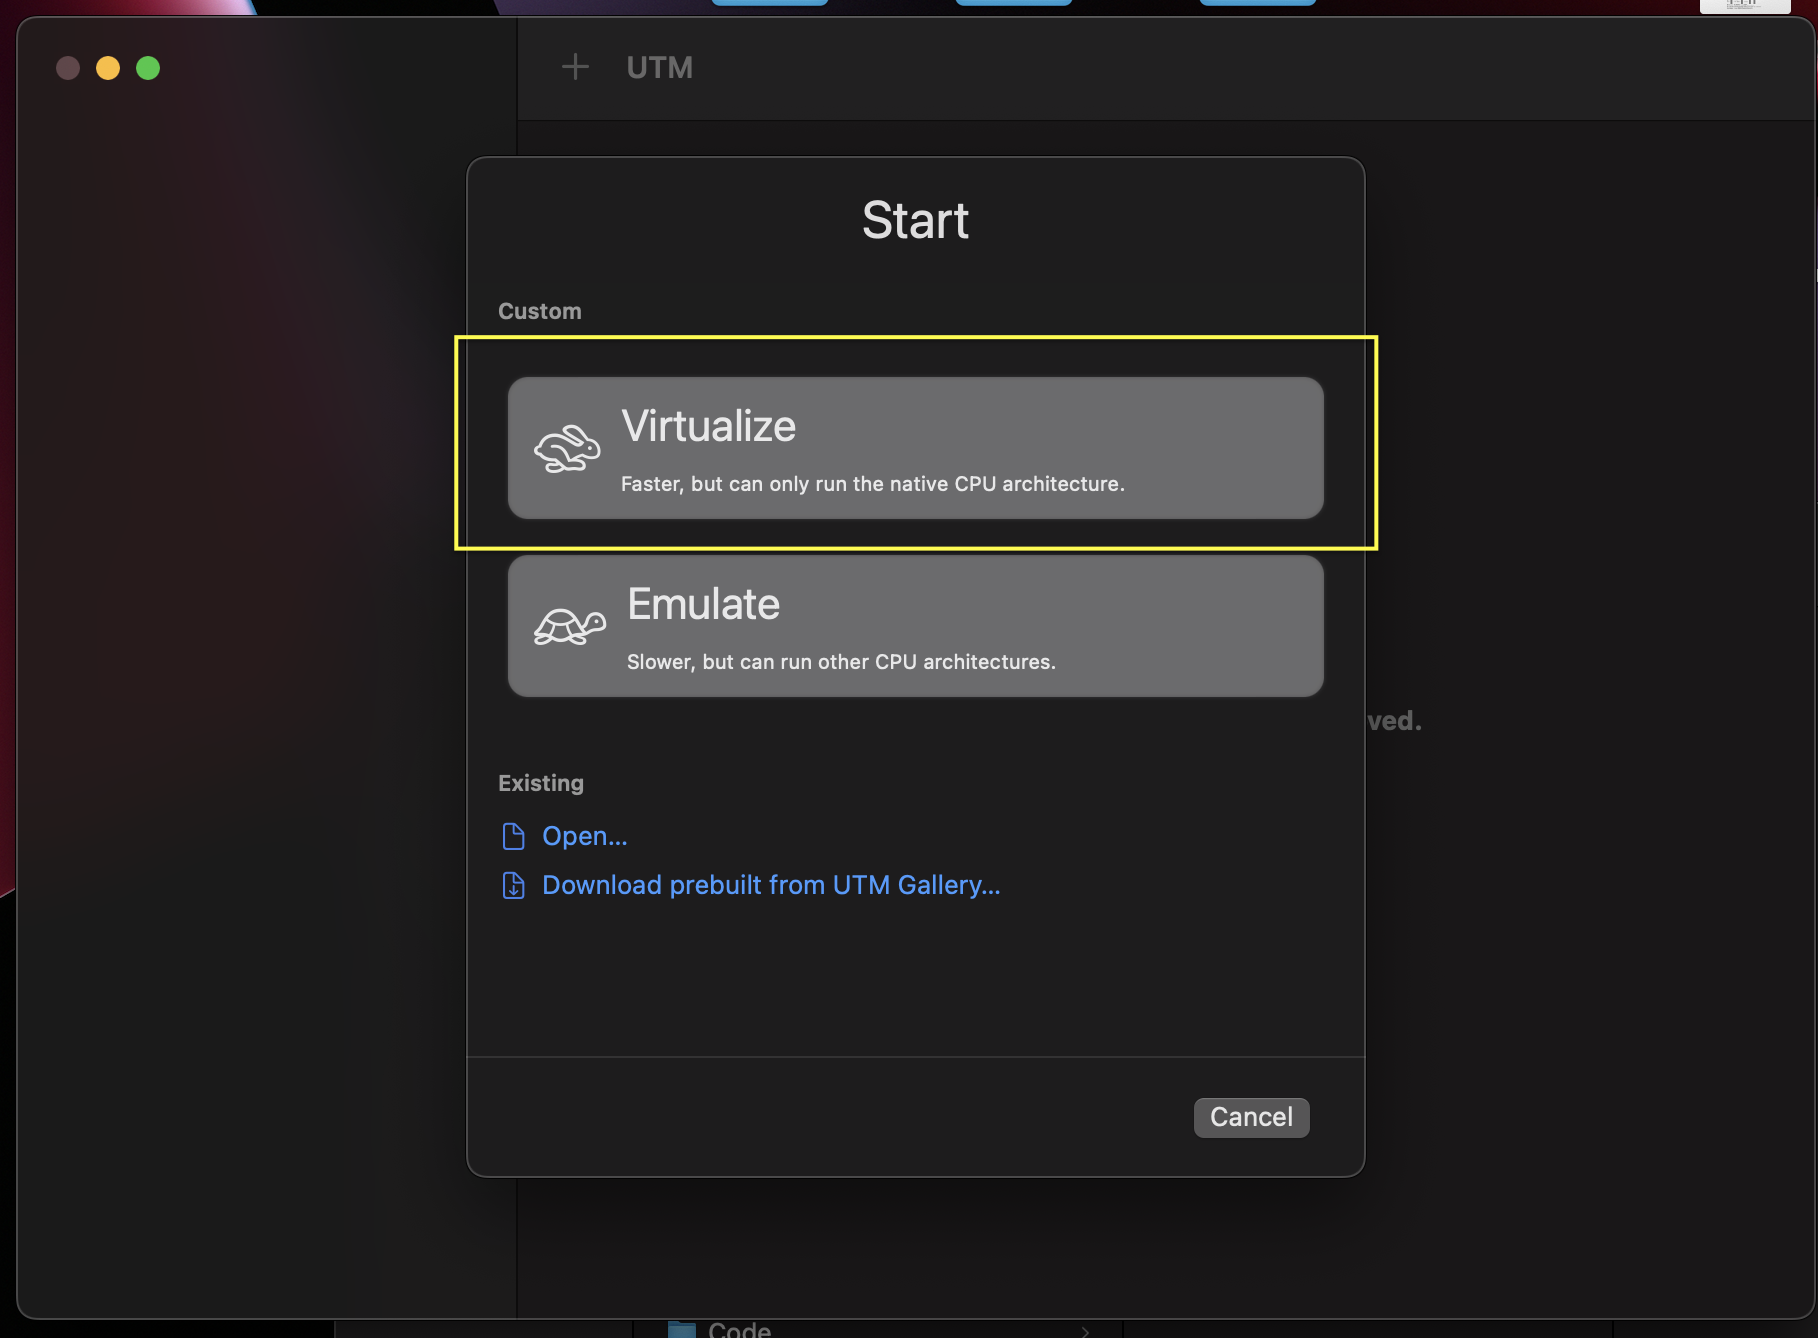 UTM
Start
Custom
Virtualize
Faster, but can only run the native CPU architecture.
Emulate
Slower, but can run other CPU architectures.
ved.
Existing
Open...
Download prebuilt from UTM Gallery...
Cancel
Code